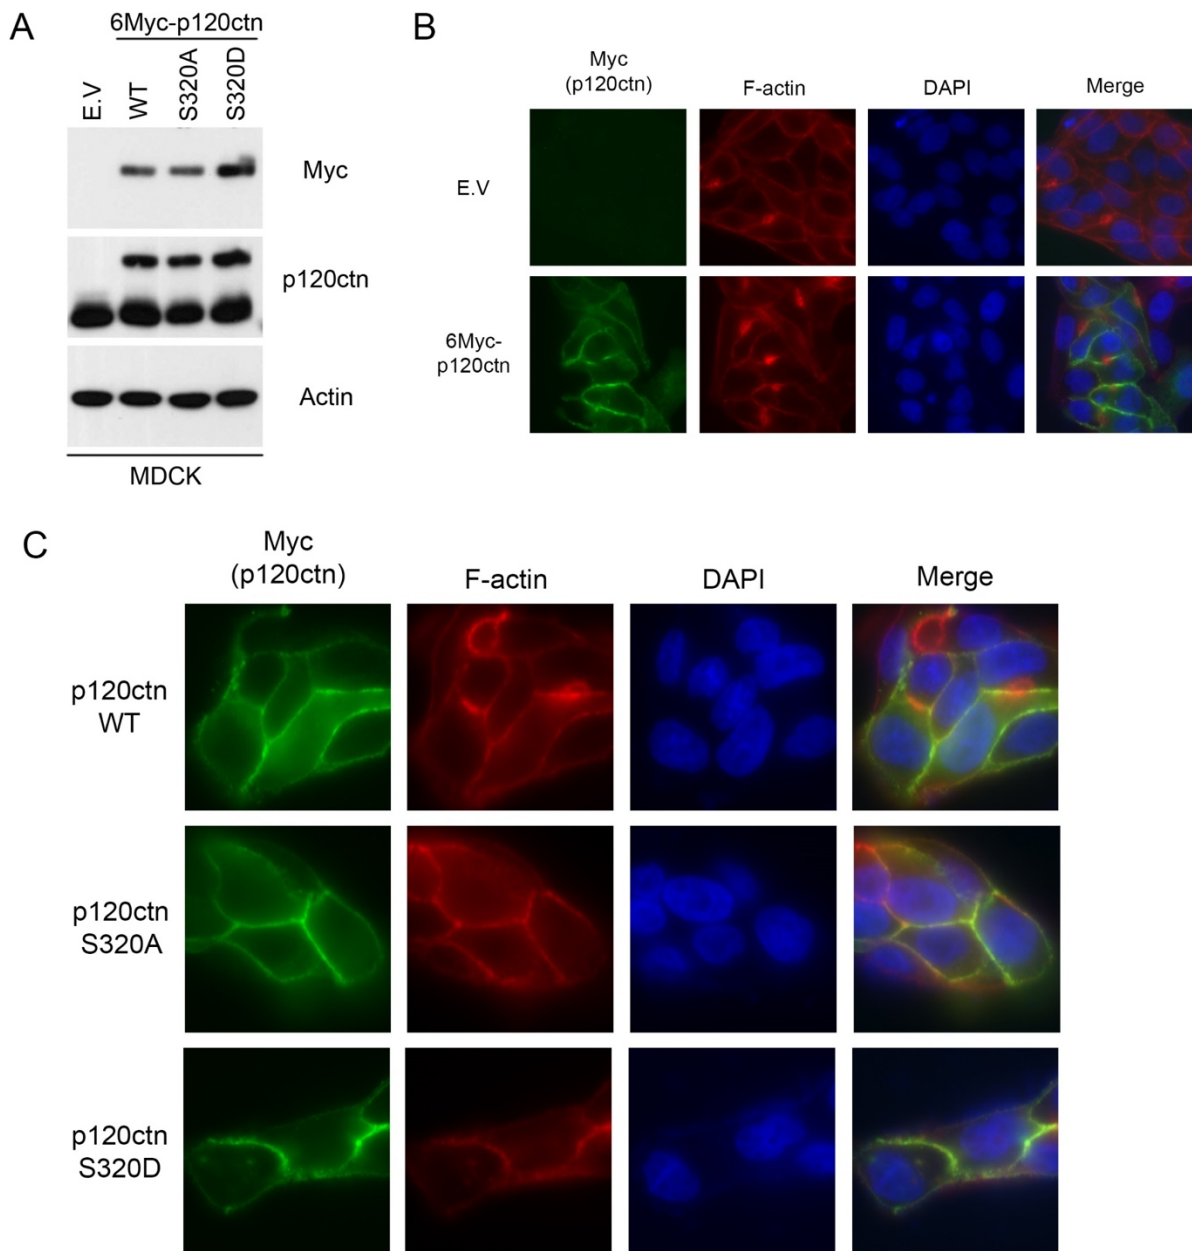 A
6Myc-p120ctn
E.V
WT
S320A
S320D
Myc
p120ctn
Actin
MDCK
B
Myc
(p120ctn)
F-actin
DAPI
Merge
E.V
6Myc-
p120ctn
C
Myc
(p120ctn)
F-actin
DAPI
Merge
p120ctn
WT
p120ctn
S320A
p120ctn
S320D